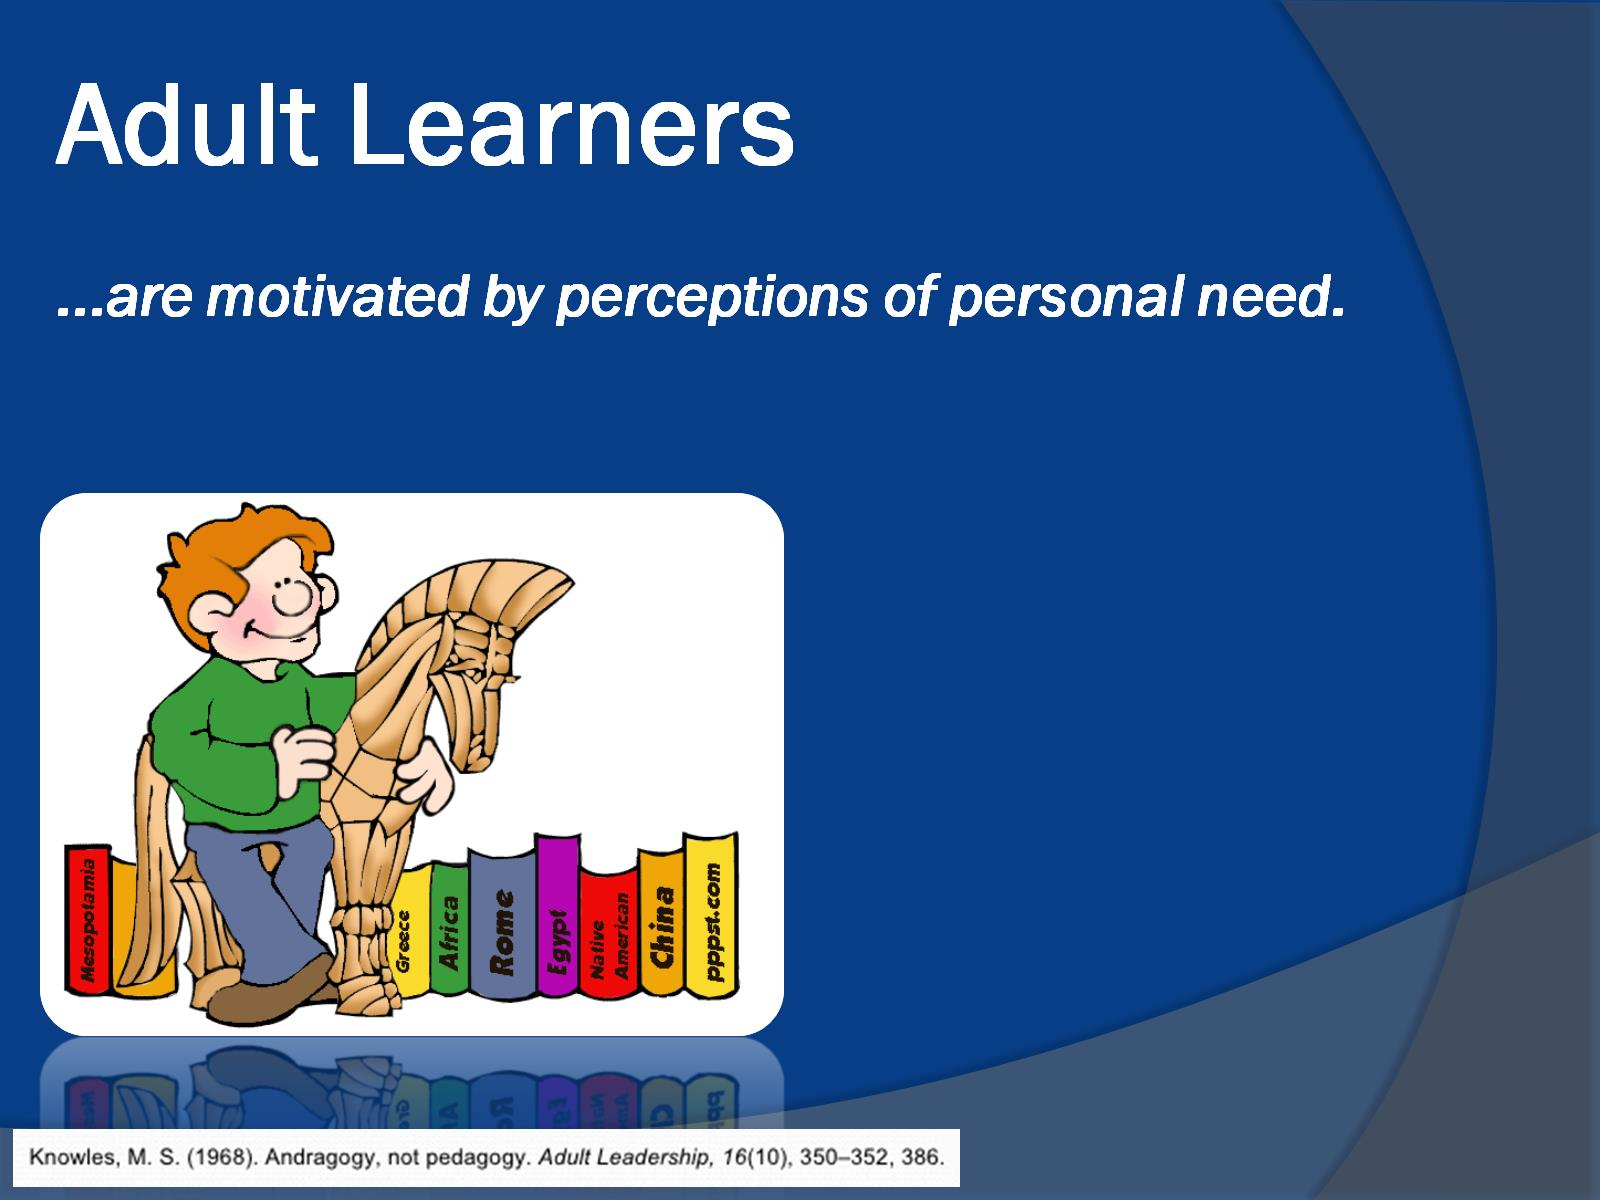 Adult Learners
...are motivated by perceptions of personal need.
Mesopotamia
Greece
Africa
Rome
Egypt
Native
American
China
pppst.com
Knowles, M. S. (1968). Andragogy, not pedagogy. Adult Leadership, 16(10), 350–352, 386.